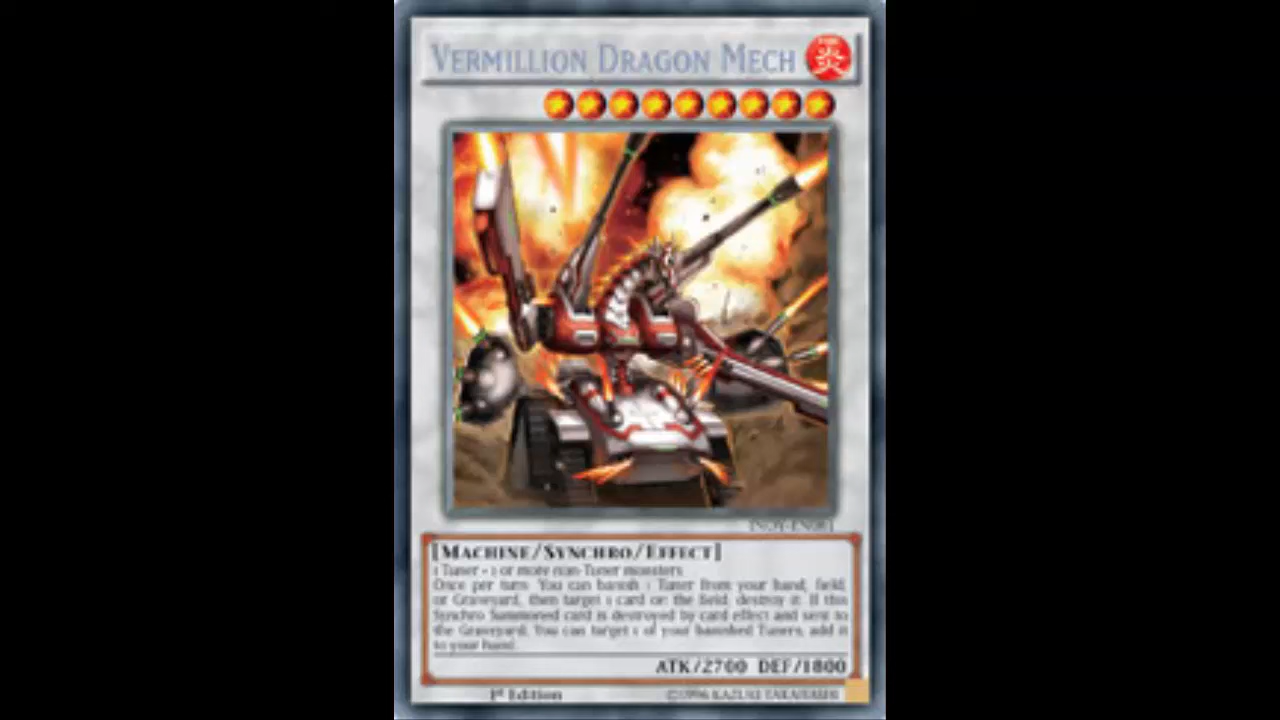 VERMILLION DRAGON MECH
炎
[MACHINE/SYNCHRO/EFFECT]
1 Tuner + 1 or more non-Tuner monsters
Once per turn: You can banish 1 Tuner from your hand, field,
or Graveyard, then target 1 card on the field; destroy it. If this
Synchro Summoned card is destroyed by card effect and sent to
the Graveyard: You can target 1 of your banished Tuners; add it
to your hand.
ATK/2700 DEF/1800
1st Edition
©1996 KAZUKI TAKAHASHI